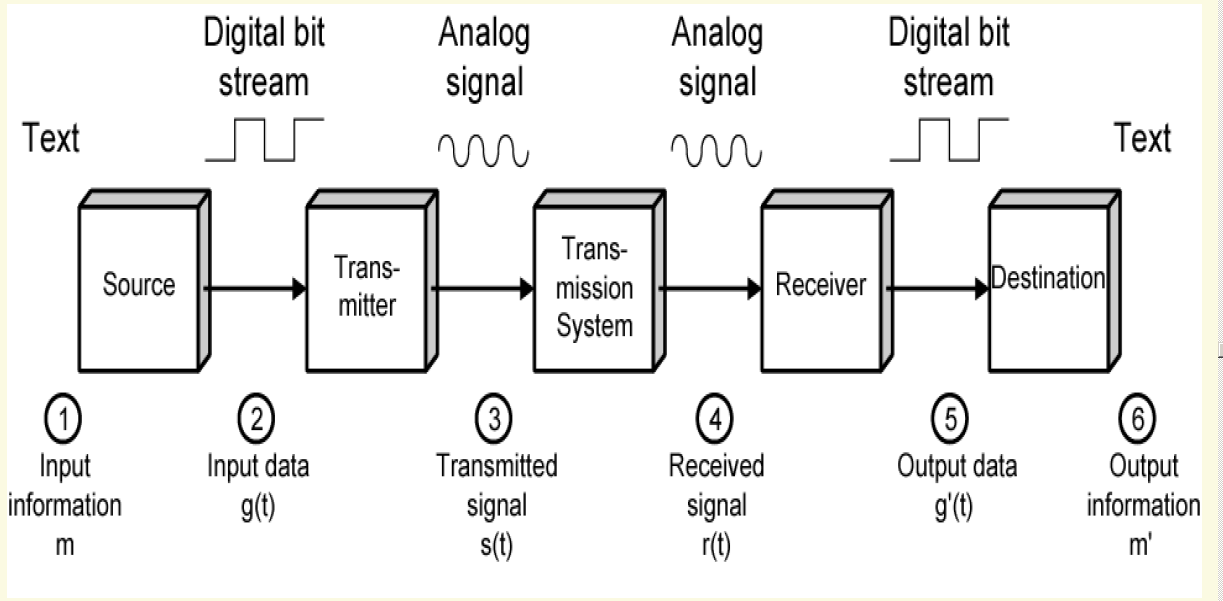 Digital bit
stream
Analog
signal
Analog
signal
Digital bit
stream
Text
Text
Source
Trans-
mitter
Trans-
mission
System
Receiver
Destination
1
Input
information
m
2
Input data
g(t)
3
Transmitted
signal
s(t)
4
Received
signal
r(t)
5
Output data
g'(t)
6
Output
information
m'